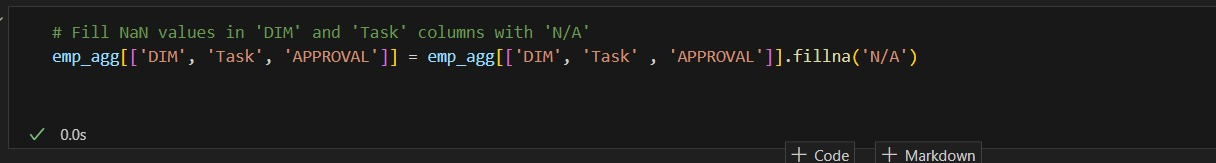 # Fill NaN values in 'DIM' and 'Task' columns with 'N/A'
emp_agg[['DIM', 'Task', 'APPROVAL']] = emp_agg[['DIM', 'Task' , 'APPROVAL']].fillna('N/A')
0.0s
+ Code + Markdown